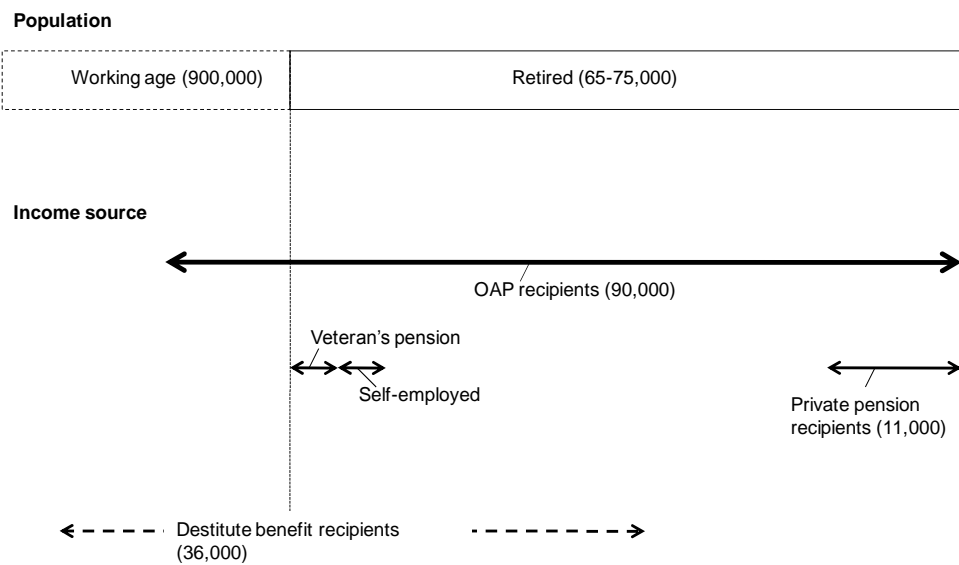 Population
Working age (900,000)
Retired (65-75,000)
Income source
OAP recipients (90,000)
Veteran’s pension
Self-employed
Private pension
recipients (11,000)
Destitute benefit recipients
(36,000)